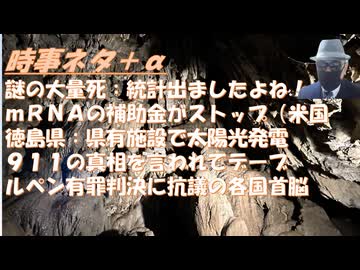 時事ネタ＋α
謎の大量死：統計出ましたよね！
ｍＲＮＡの補助金がストップ（米国
徳島県：県有施設で太陽光発電
９１１の真相を言われてテープ
ルペン有罪判決に抗議の各国首脳